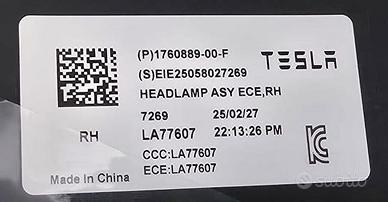 (P)1760889-00-F
TESLA
(S)EIE25058027269
HEADLAMP ASY ECE,RH
7269 25/02/27
RH LA77607 22:13:26 PM
CCC:LA77607
Made In China ECE:LA77607
subito